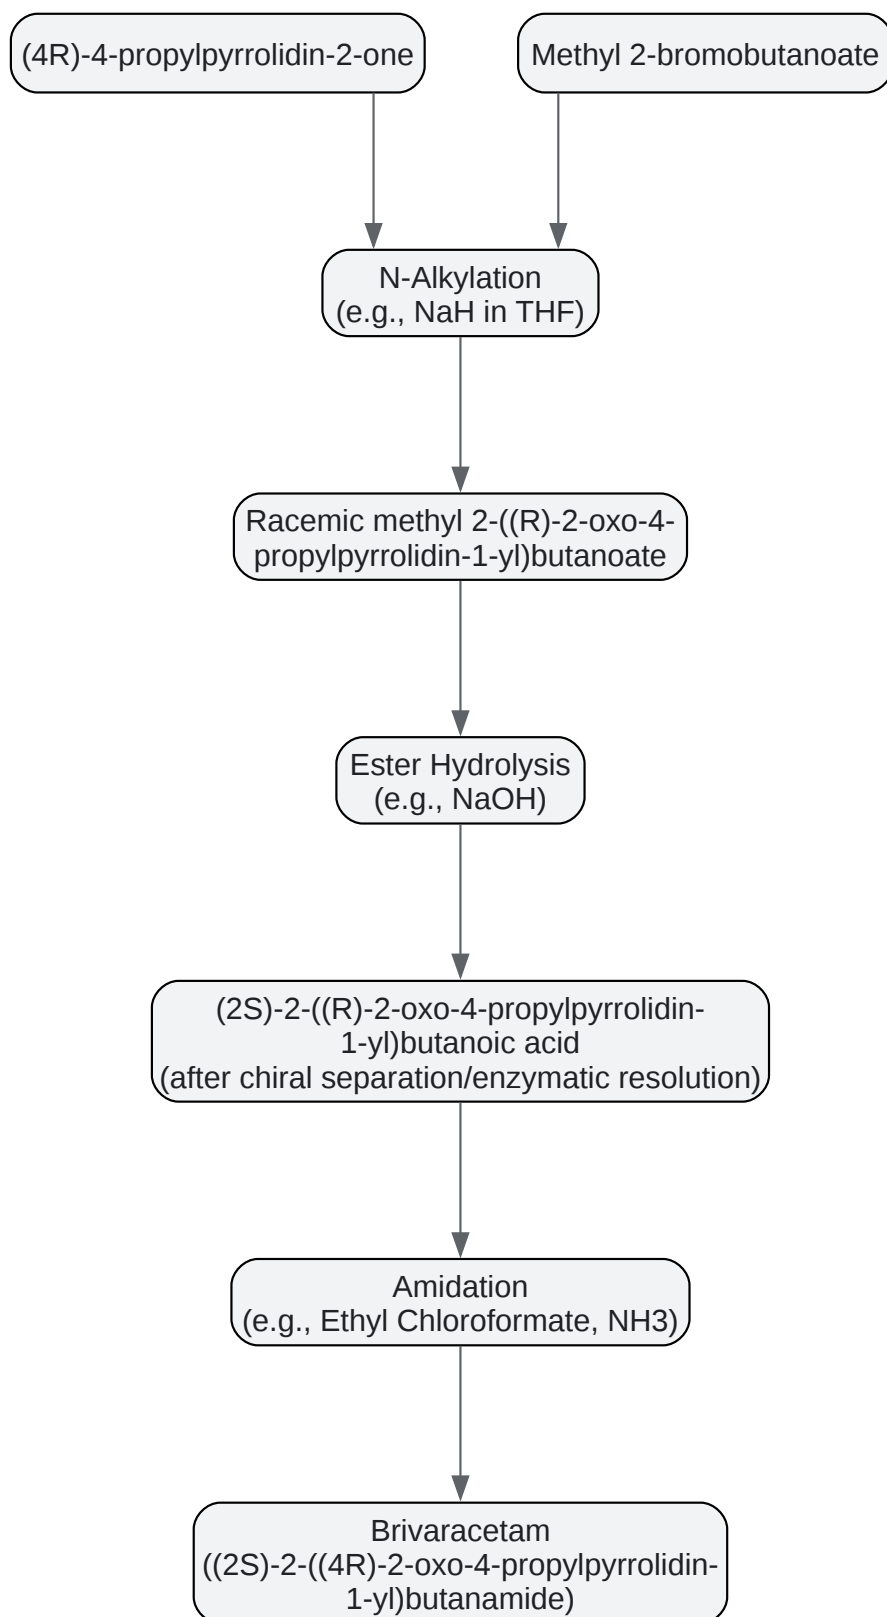 (4R)-4-propylpyrrolidin-2-one
Methyl 2-bromobutanoate
N-Alkylation
(e.g., NaH in THF)
Racemic methyl 2-((R)-2-oxo-4-
propylpyrrolidin-1-yl)butanoate
Ester Hydrolysis
(e.g., NaOH)
(2S)-2-((R)-2-oxo-4-propylpyrrolidin-
1-yl)butanoic acid
(after chiral separation/enzymatic resolution)
Amidation
(e.g., Ethyl Chloroformate, NH3)
Brivaracetam
((2S)-2-((4R)-2-oxo-4-propylpyrrolidin-
1-yl)butanamide)